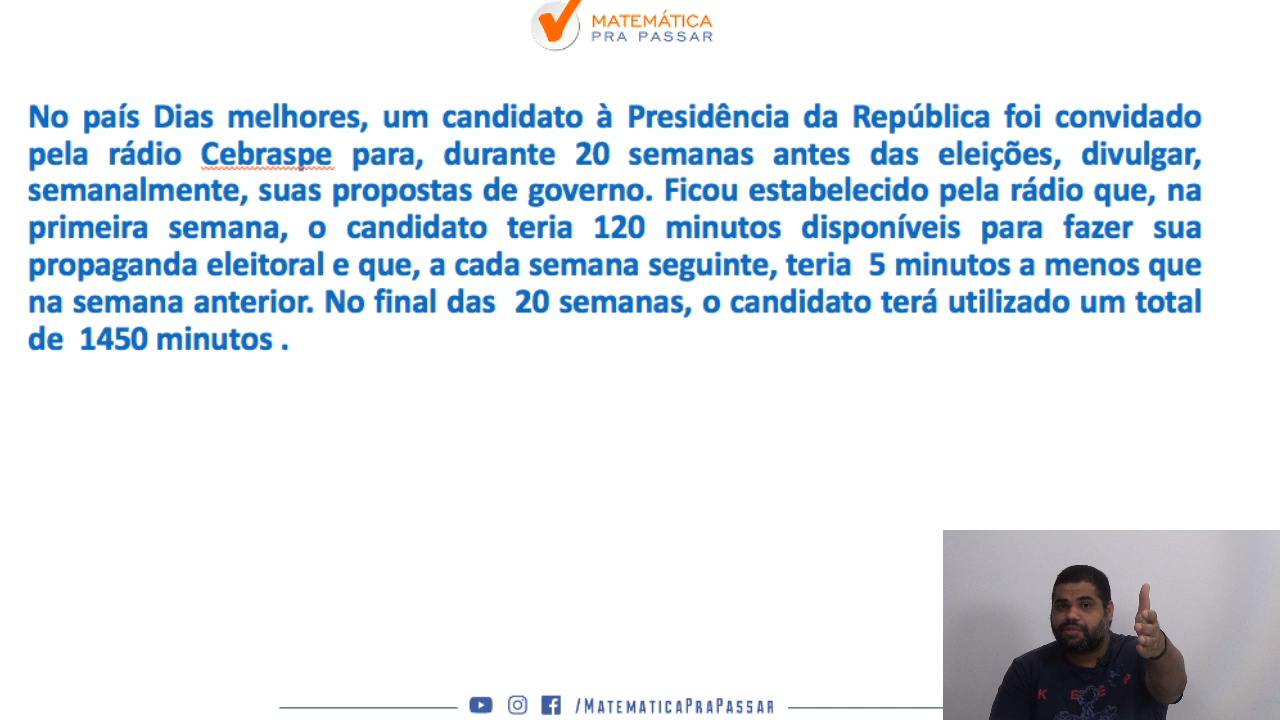 MATEMÁTICA
PRA PASSAR
No país Dias melhores, um candidato à Presidência da República foi convidado
pela rádio Cebraspe para, durante 20 semanas antes das eleições, divulgar,
semanalmente, suas propostas de governo. Ficou estabelecido pela rádio que, na
primeira semana, o candidato teria 120 minutos disponíveis para fazer sua
propaganda eleitoral e que, a cada semana seguinte, teria 5 minutos a menos que
na semana anterior. No final das 20 semanas, o candidato terá utilizado um total
de 1450 minutos .
K E E P
/MATEMATICAPRAPASSAR